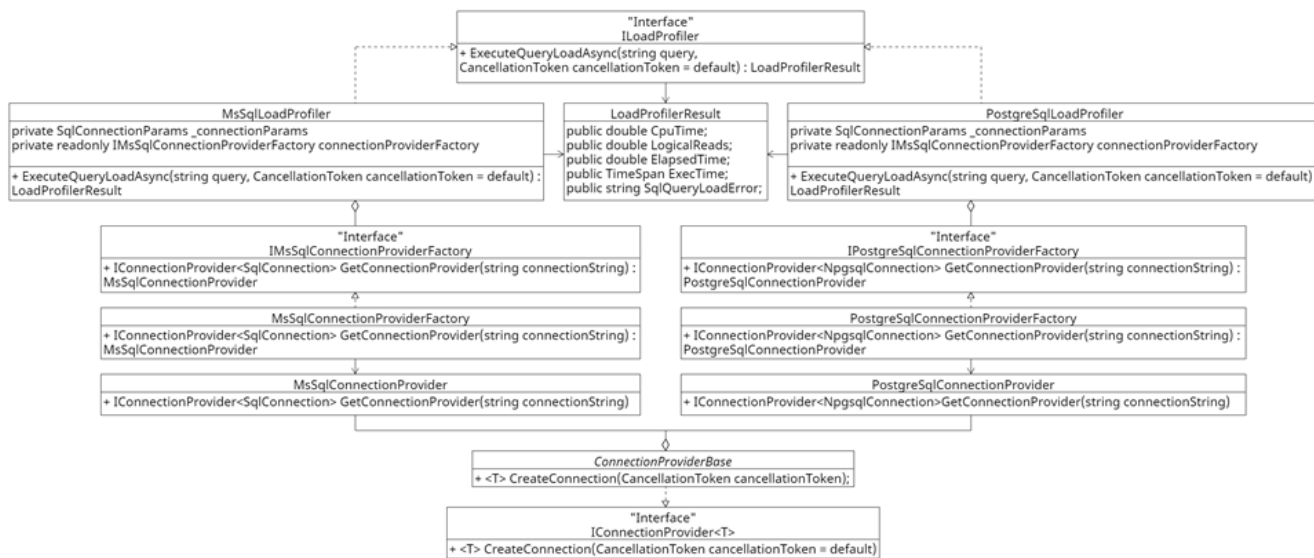 "Interface"
ILoadProfiler
+ ExecuteQueryLoadAsync(string query,
CancellationToken cancellationToken = default) : LoadProfilerResult
MsSqlLoadProfiler
private SqlConnectionParams _connectionParams
private readonly IMsSqlConnectionProviderFactory connectionProviderFactory
+ ExecuteQueryLoadAsync(string query, CancellationToken cancellationToken = default) :
LoadProfilerResult
LoadProfilerResult
public double CpuTime;
public double LogicalReads;
public double ElapsedTime;
public TimeSpan ExecTime;
public string SqlQueryLoadError;
PostgreSqlLoadProfiler
private SqlConnectionParams _connectionParams
private readonly IMsSqlConnectionProviderFactory connectionProviderFactory
+ ExecuteQueryLoadAsync(string query, CancellationToken cancellationToken = default) :
LoadProfilerResult
"Interface"
IMsSqlConnectionProviderFactory
+ IConnectionProvider<SqlConnection> GetConnectionProvider(string connectionString) :
MsSqlConnectionProvider
"Interface"
IPostgreSqlConnectionProviderFactory
+ IConnectionProvider<NpgsqlConnection> GetConnectionProvider(string connectionString) :
PostgreSqlConnectionProvider
MsSqlConnectionProviderFactory
+ IConnectionProvider<SqlConnection> GetConnectionProvider(string connectionString) :
MsSqlConnectionProvider
PostgreSqlConnectionProviderFactory
+ IConnectionProvider<NpgsqlConnection> GetConnectionProvider(string connectionString) :
PostgreSqlConnectionProvider
MsSqlConnectionProvider
+ IConnectionProvider<SqlConnection> GetConnectionProvider(string connectionString)
PostgreSqlConnectionProvider
+ IConnectionProvider<NpgsqlConnection>GetConnectionProvider(string connectionString)
ConnectionProviderBase
+ <T> CreateConnection(CancellationToken cancellationToken);
"Interface"
IConnectionProvider<T>
+ <T> CreateConnection(CancellationToken cancellationToken = default)